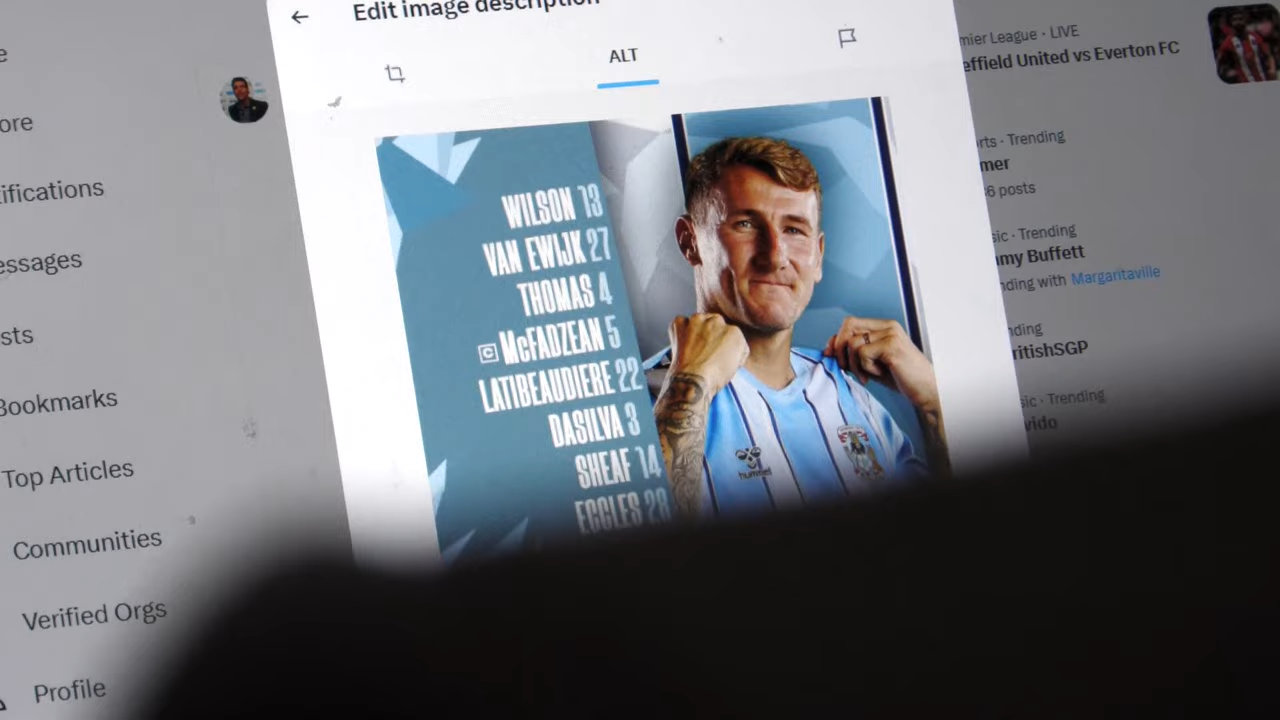 Edit image description
ALT
WILSON 13
VAN EWIJK 27
THOMAS 4
C McFADZEAN 5
LATIBEAUDIERE 22
DASILVA 3
SHEAF 14
ECCLES 28
hummel
e
ore
ifications
essages
sts
Bookmarks
Top Articles
Communities
Verified Orgs
Profile
mier League · LIVE
effield United vs Everton FC
rts · Trending
mer
6 posts
sic · Trending
my Buffett
nding with Margaritaville
nding
ritishSGP
sic · Trending
vido